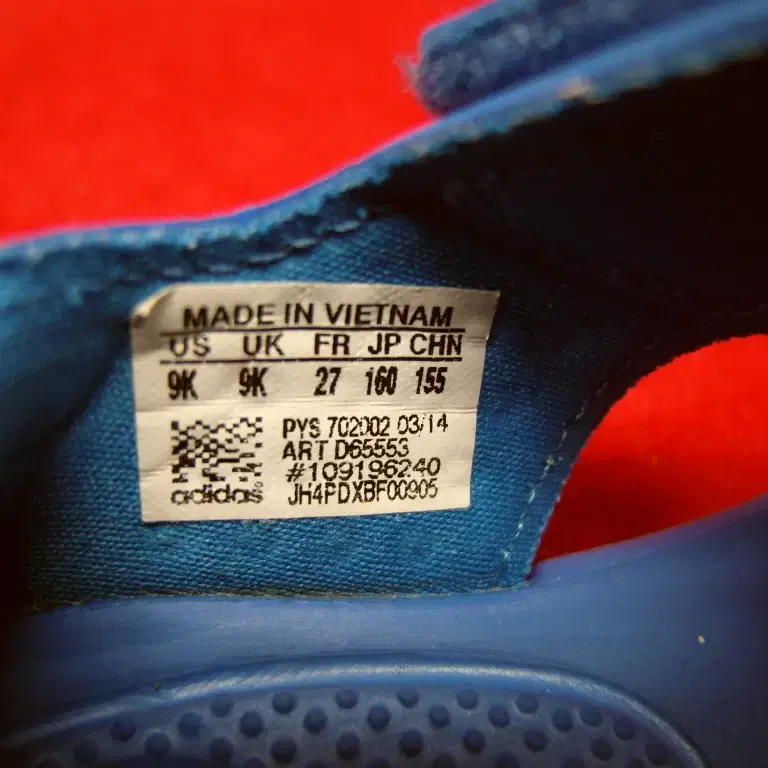 MADE IN VIETNAM
US UK FR JP CHN
9K 9K 27 160 155
PYS 702002 03/14
ART D65553
#109196240
JH4PDXBF00905
adidas